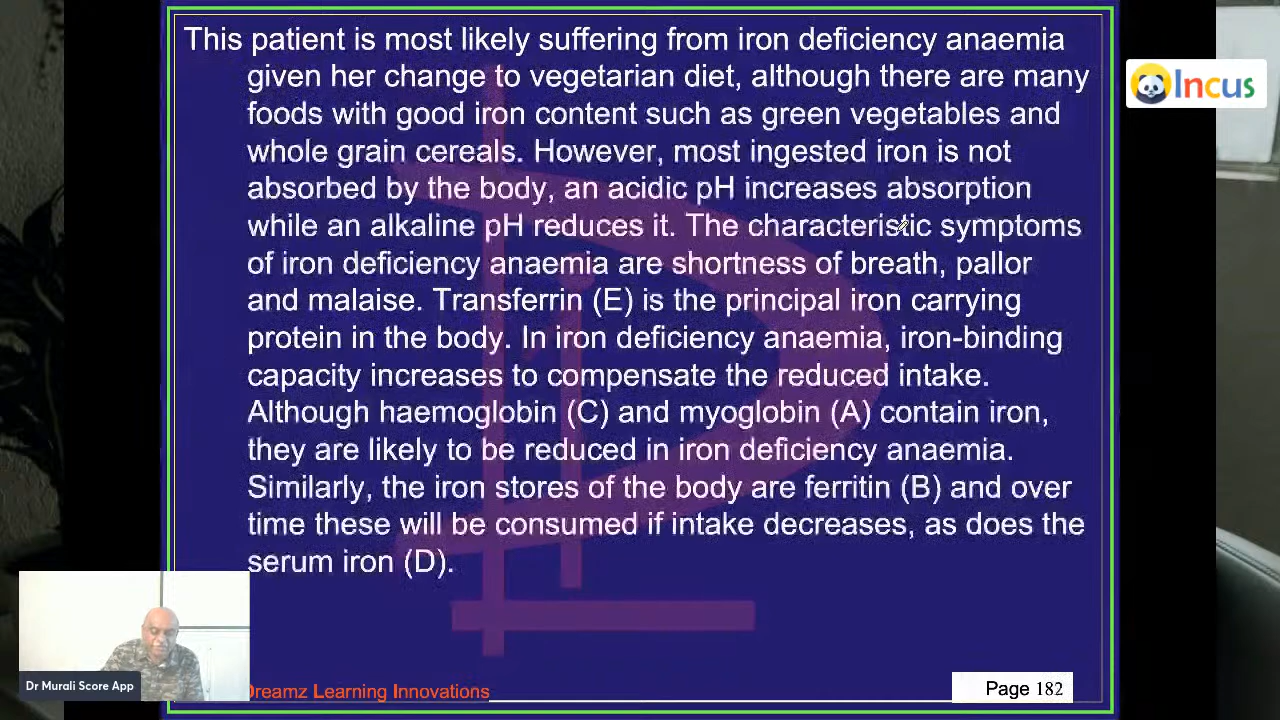 This patient is most likely suffering from iron deficiency anaemia
given her change to vegetarian diet, although there are many
foods with good iron content such as green vegetables and
whole grain cereals. However, most ingested iron is not
absorbed by the body, an acidic pH increases absorption
while an alkaline pH reduces it. The characteristic symptoms
of iron deficiency anaemia are shortness of breath, pallor
and malaise. Transferrin (E) is the principal iron carrying
protein in the body. In iron deficiency anaemia, iron-binding
capacity increases to compensate the reduced intake.
Although haemoglobin (C) and myoglobin (A) contain iron,
they are likely to be reduced in iron deficiency anaemia.
Similarly, the iron stores of the body are ferritin (B) and over
time these will be consumed if intake decreases, as does the
serum iron (D).
Incus
Dr Murali Score App
Dreamz Learning Innovations
Page 182